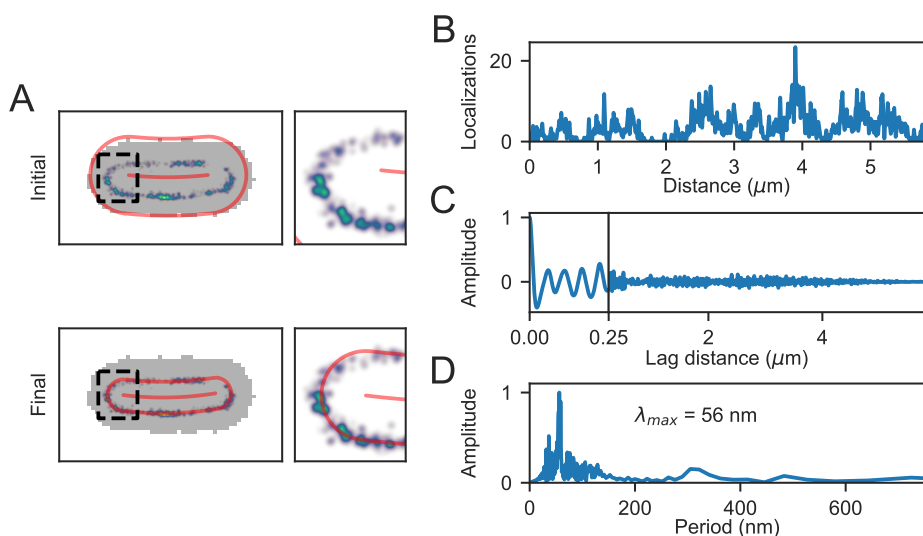 A
Initial
Final
B
Localizations
20
0
0 1 2 3 4 5
Distance (μm)
C
Amplitude
1
0
0.00 0.25 2 4
Lag distance (μm)
D
Amplitude
1
0
λmax = 56 nm
0 200 400 600
Period (nm)